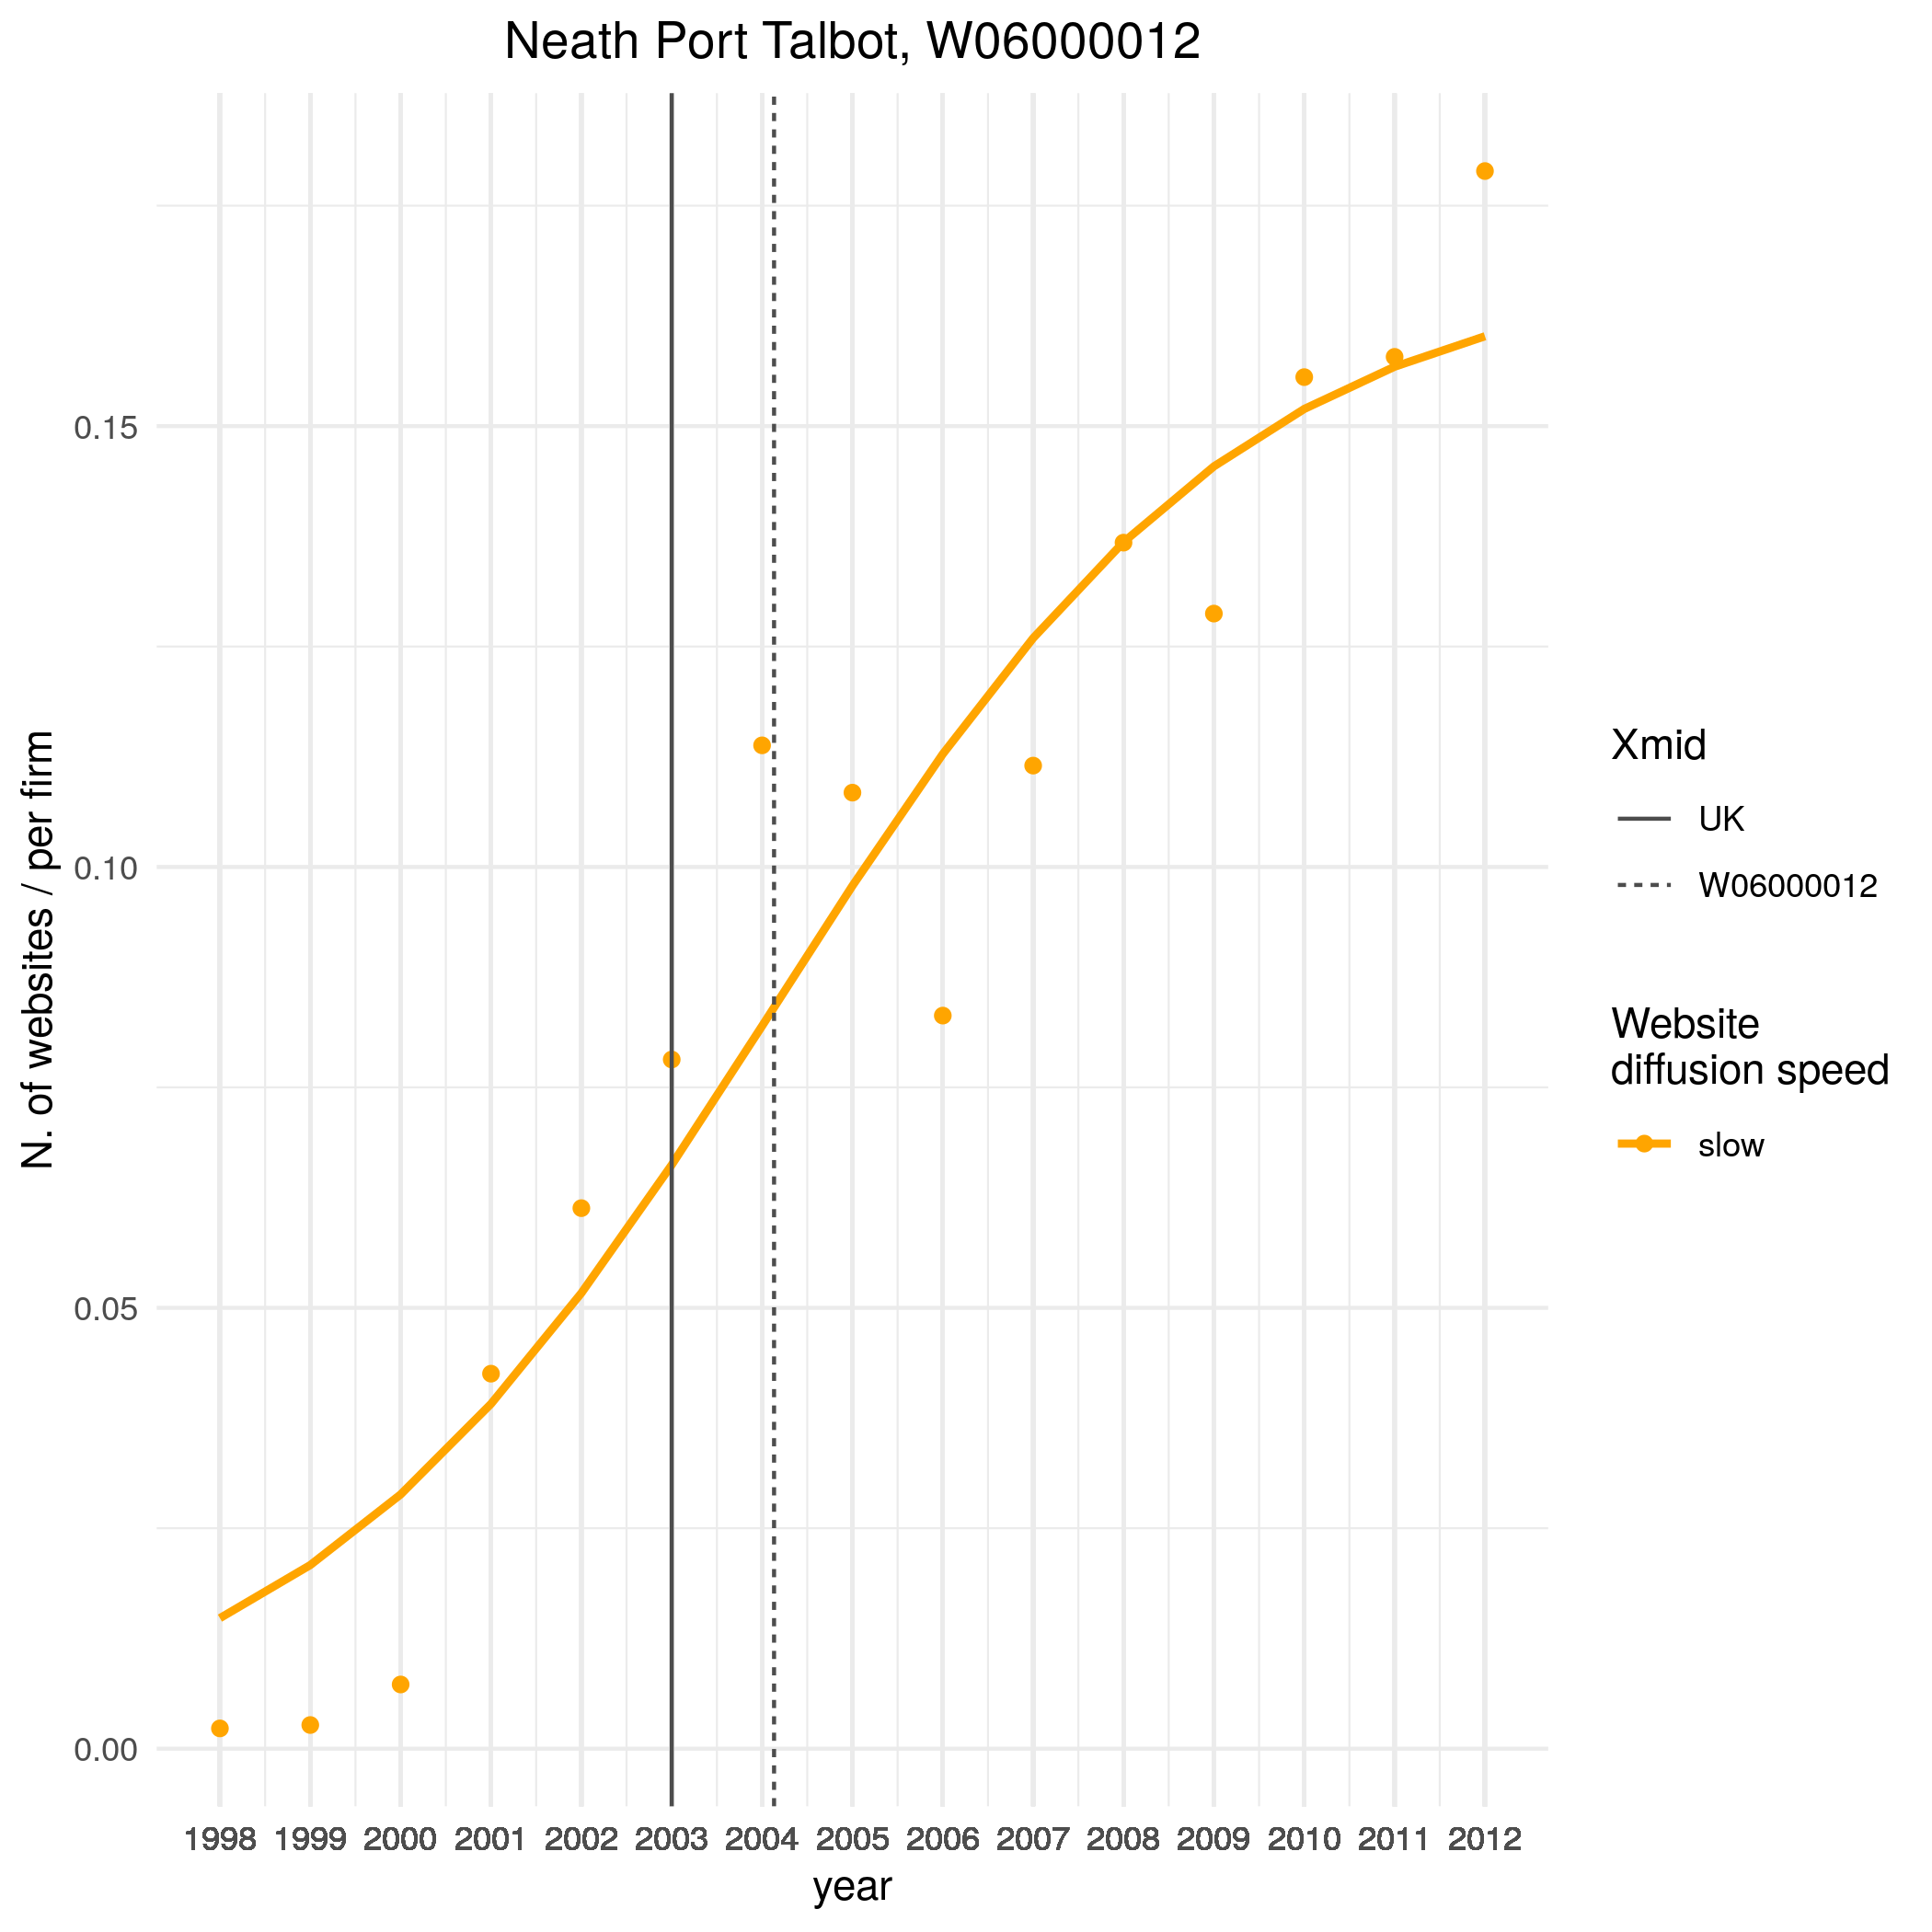 Neath Port Talbot, W06000012
N. of websites / per firm
0.15
0.10
0.05
0.00
1998 1999 2000 2001 2002 2003 2004 2005 2006 2007 2008 2009 2010 2011 2012
year
Xmid
UK
W06000012
Website
diffusion speed
slow